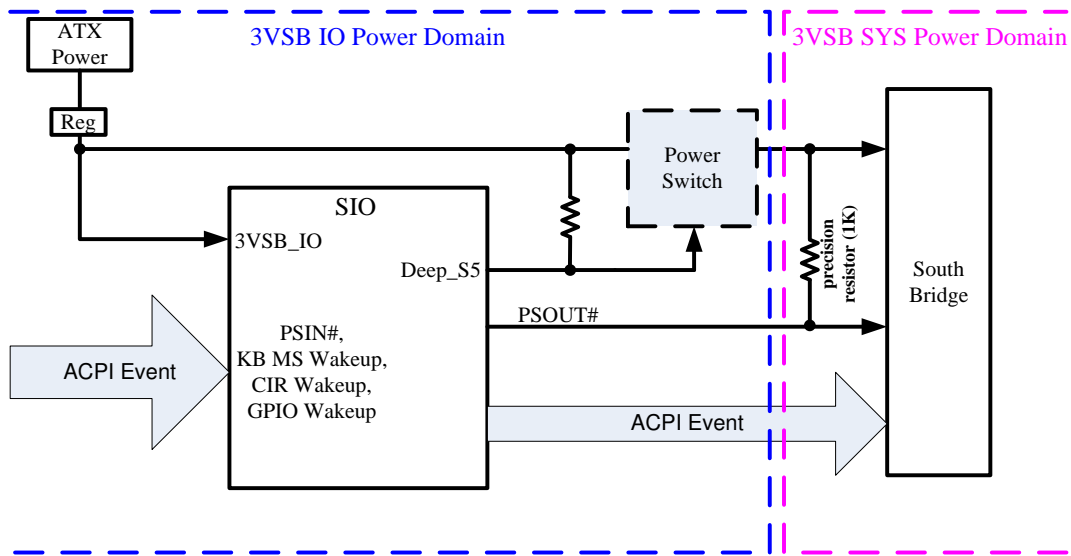 3VSB IO Power Domain
3VSB SYS Power Domain
ATX
Power
Reg
Power
Switch
SIO
3VSB_IO
Deep_S5
precision
resistor (1K)
South
Bridge
PSOUT#
PSIN#,
KB MS Wakeup,
CIR Wakeup,
GPIO Wakeup
ACPI Event
ACPI Event